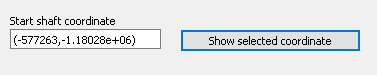 Start shaft coordinate
(-577263,-1.18028e+06)
Show selected coordinate